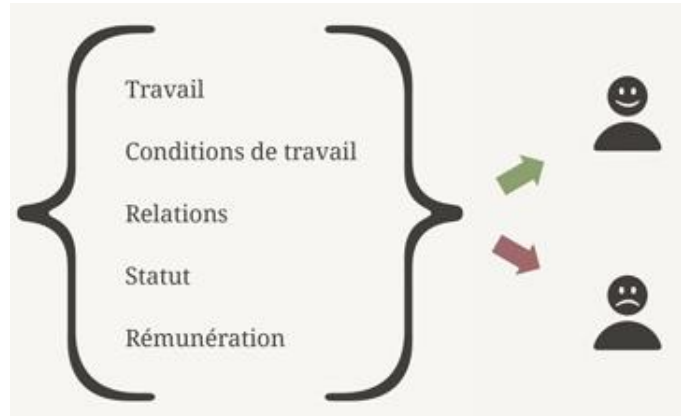 Travail
Conditions de travail
Relations
Statut
Rémunération